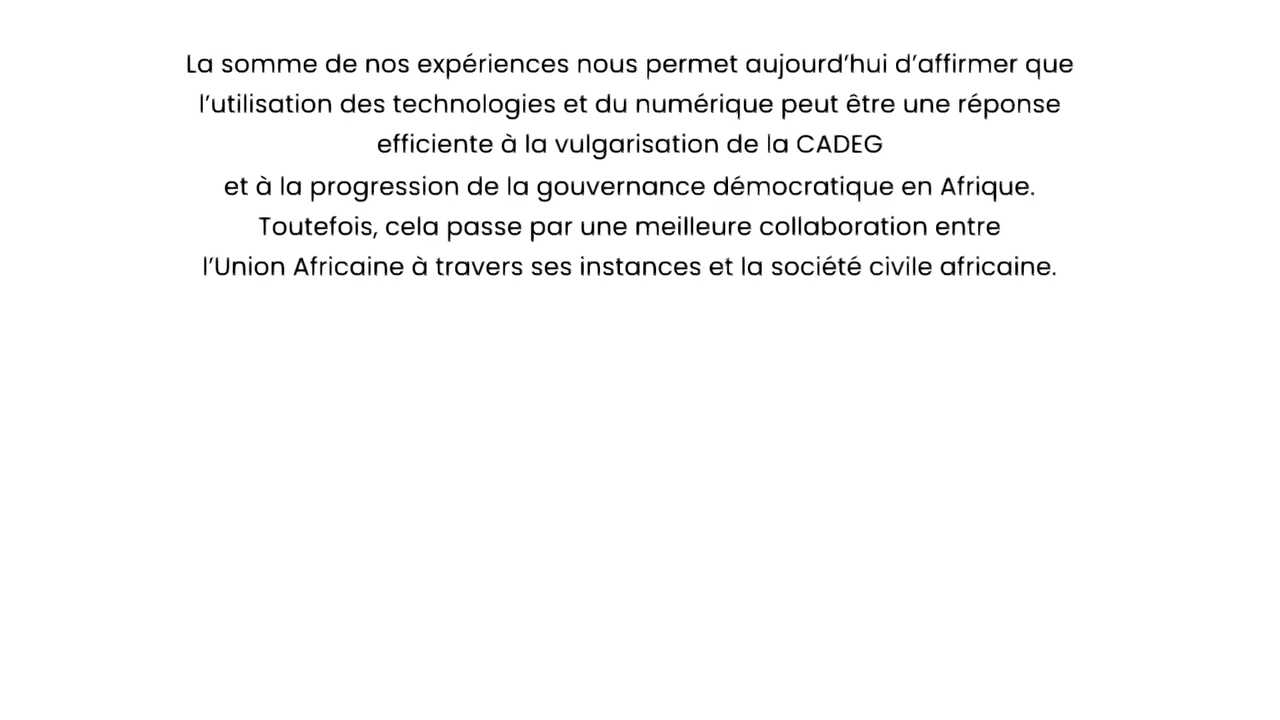 La somme de nos expériences nous permet aujourd’hui d’affirmer que
l’utilisation des technologies et du numérique peut être une réponse
efficiente à la vulgarisation de la CADEG
et à la progression de la gouvernance démocratique en Afrique.
Toutefois, cela passe par une meilleure collaboration entre
l’Union Africaine à travers ses instances et la société civile africaine.